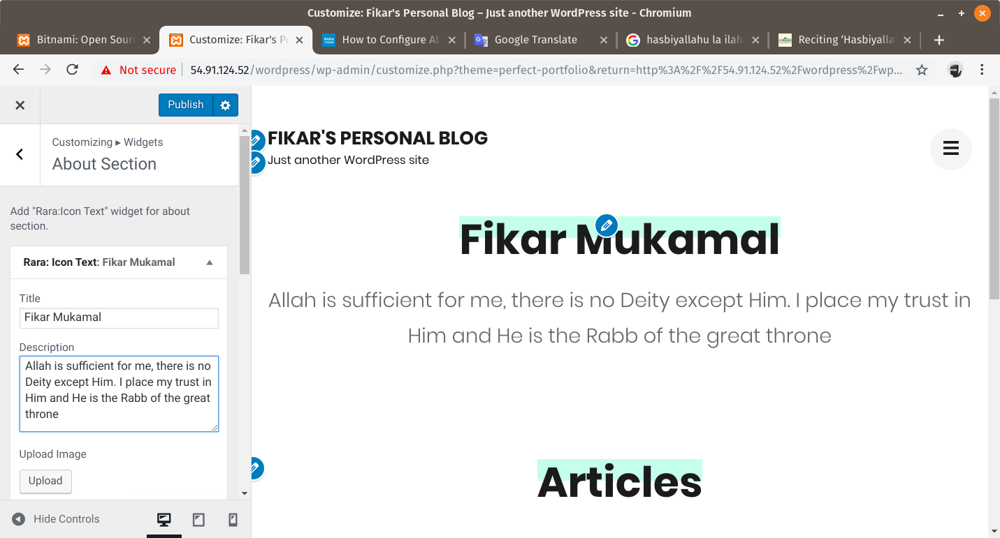 Customize: Fikar's Personal Blog – Just another WordPress site - Chromium
Bitnami: Open Sour
Customize: Fikar's P
How to Configure Ab
Google Translate
hasbiyallahu la ilah
Reciting ‘Hasbiyalla
Not secure
54.91.124.52/wordpress/wp-admin/customize.php?theme=perfect-portfolio&return=http%3A%2F%2F54.91.124.52%2Fwordpress%2Fwp...
Publish
Customizing ▸ Widgets
About Section
Add "Rara:Icon Text" widget for about
section.
Rara: Icon Text: Fikar Mukamal
Title
Fikar Mukamal
Description
Allah is sufficient for me, there is no
Deity except Him. I place my trust in
Him and He is the Rabb of the great
throne
Upload Image
Upload
Hide Controls
FIKAR'S PERSONAL BLOG
Just another WordPress site
Fikar Mukamal
Allah is sufficient for me, there is no Deity except Him. I place my trust in
Him and He is the Rabb of the great throne
Articles